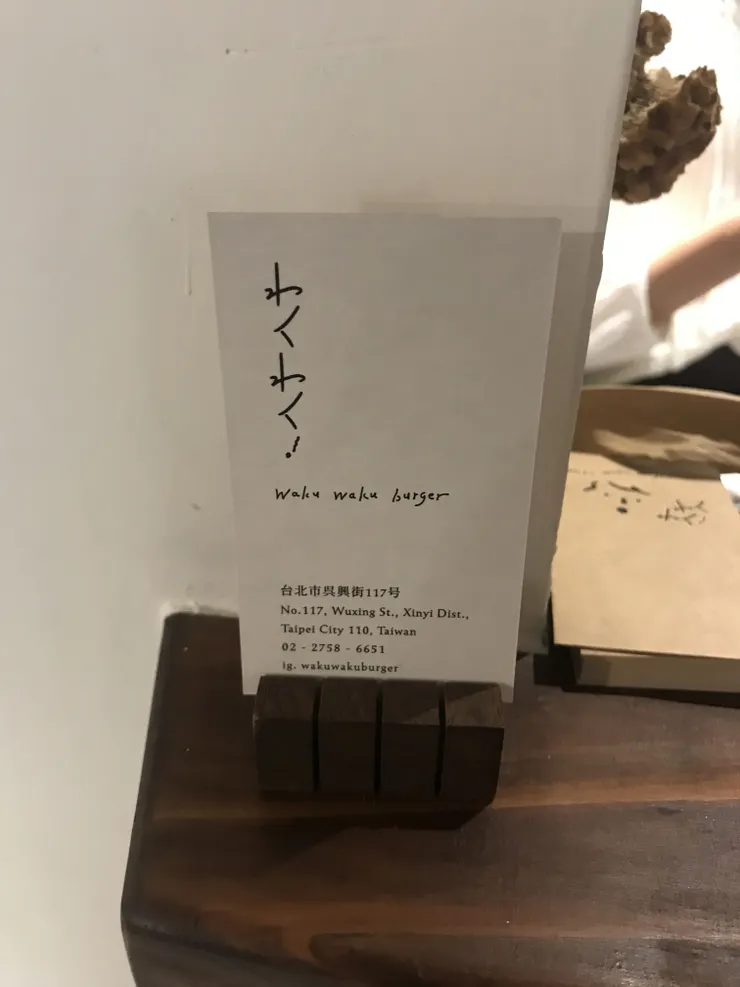 わくわく!
waku waku burger
台北市呉興街117号
No.117, Wuxing St., Xinyi Dist.,
Taipei City 110, Taiwan
02 - 2758 - 6651
ig. wakuwakuburger